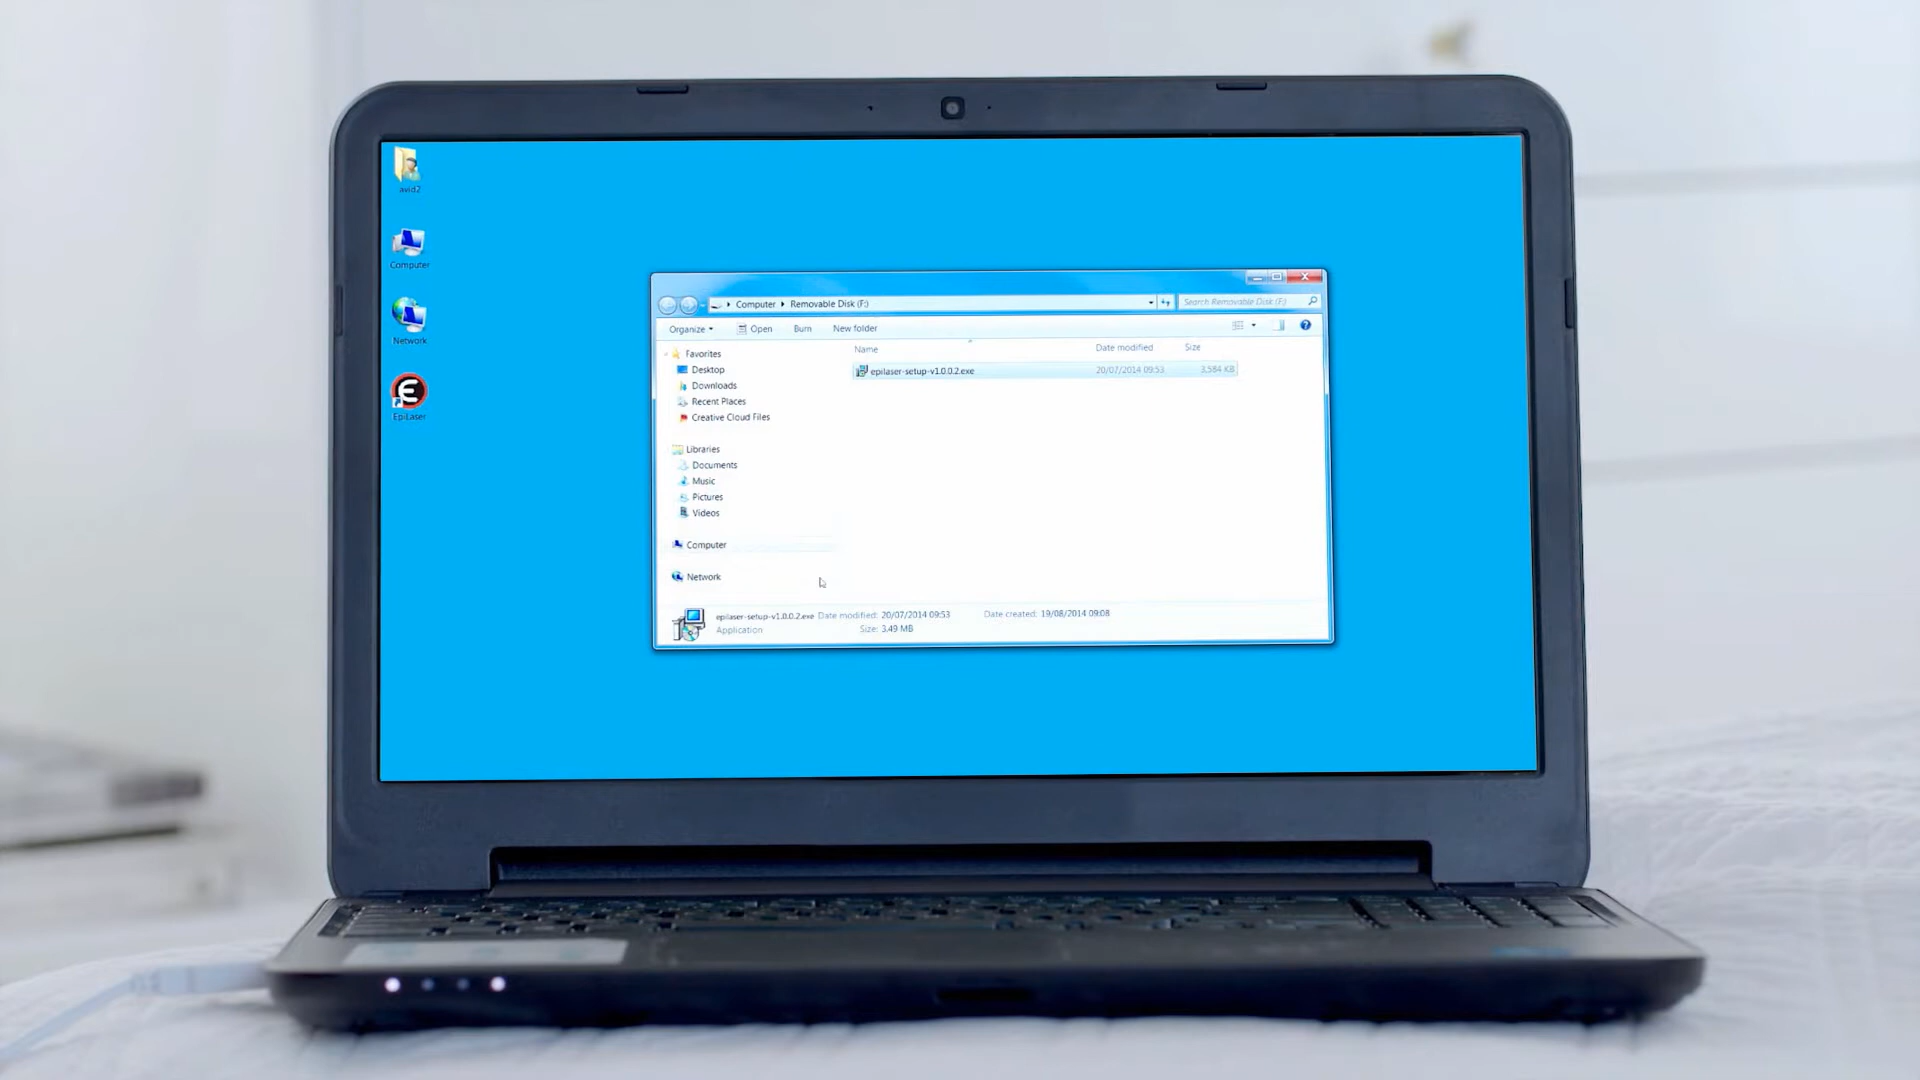 avid2
Computer
Network
EpiLaser
Computer Removable Disk (F:)
Search Removable Disk (F:)
Organize Open Burn New folder
Name Date modified Size
epilaser-setup-v1.0.0.2.exe 20/07/2014 09:53 3,584 KB
Favorites
Desktop
Downloads
Recent Places
Creative Cloud Files
Libraries
Documents
Music
Pictures
Videos
Computer
Network
epilaser-setup-v1.0.0.2.exe Date modified: 20/07/2014 09:53 Date created: 19/08/2014 09:08
Application Size: 3.49 MB